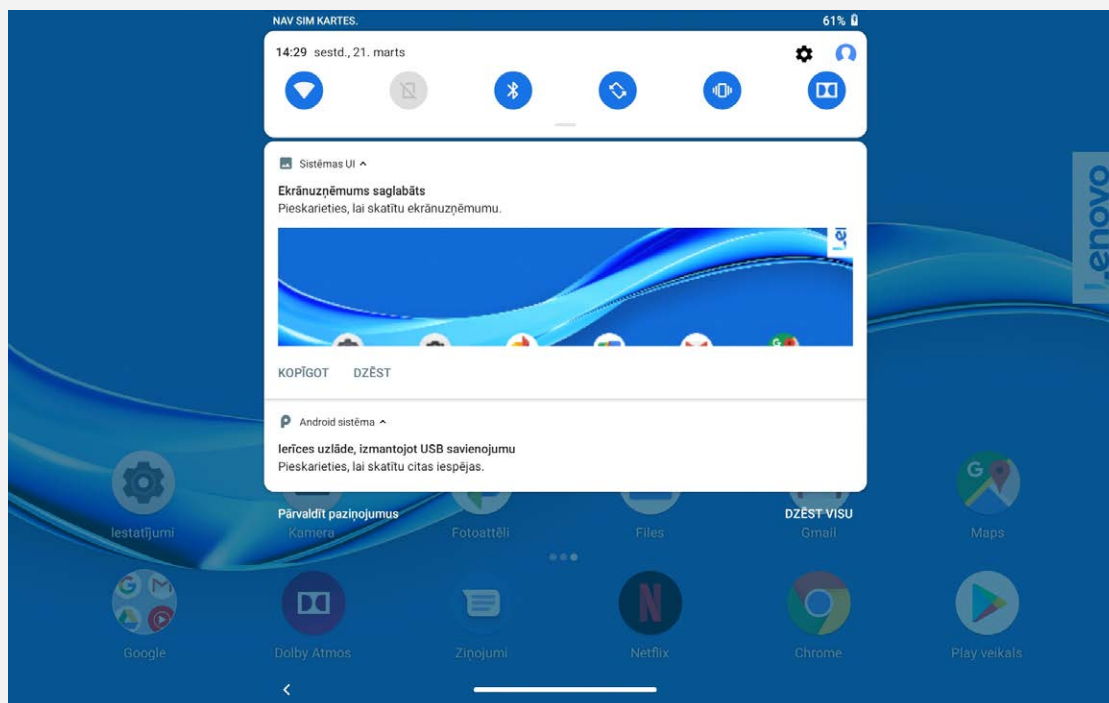 NAV SIM KARTES. 61%
14:29 sestd., 21. marts
Sistēmas UI
Ekrānuzņēmums saglabāts
Pieskarieties, lai skatītu ekrānuzņēmumu.
Lenovo
KOPĪGOT DZĒST
Android sistēma
Ierīces uzlāde, izmantojot USB savienojumu
Pieskarieties, lai skatītu citas iespējas.
Pārvaldīt paziņojumus DZĒST VISU
Iestatījumi Kamera Fotoattēli Files Gmail Maps
Google Dolby Atmos Ziņojumi Netflix Chrome Play veikals